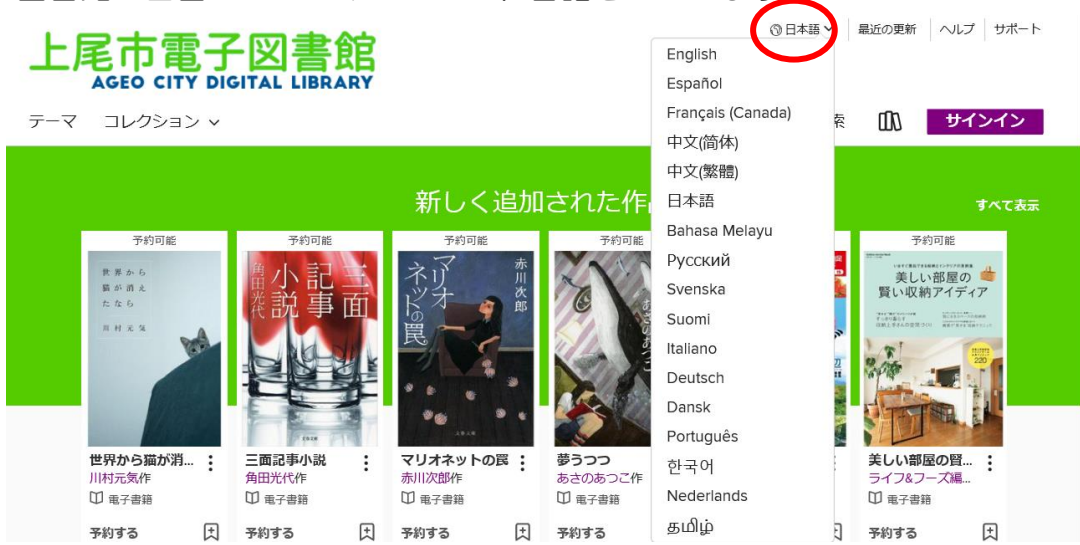 日本語
最近の更新
ヘルプ
サポート
上尾市電子図書館
AGEO CITY DIGITAL LIBRARY
テーマ
コレクション
索
サインイン
English
Español
Français (Canada)
中文(简体)
中文(繁體)
日本語
Bahasa Melayu
Русский
Svenska
Suomi
Italiano
Deutsch
Dansk
Português
한국어
Nederlands
தமிழ்
新しく追加された作
すべて表示
予約可能
世界から
猫が消え
たなら
川村元気
世界から猫が消...
川村元気作
電子書籍
予約する
予約可能
三面
記事
小説
角田光代
文春文庫
三面記事小説
角田光代作
電子書籍
予約する
予約可能
赤川次郎
マリオ
ネットの罠
マリオネットの罠
赤川次郎作
電子書籍
予約する
予約可能
あさのあつこ
夢うつつ
あさのあつこ作
電子書籍
予約する
予約可能
美しい部屋の
賢い収納アイディア
220
美しい部屋の賢...
ライフ&フーズ編...
電子書籍
予約する